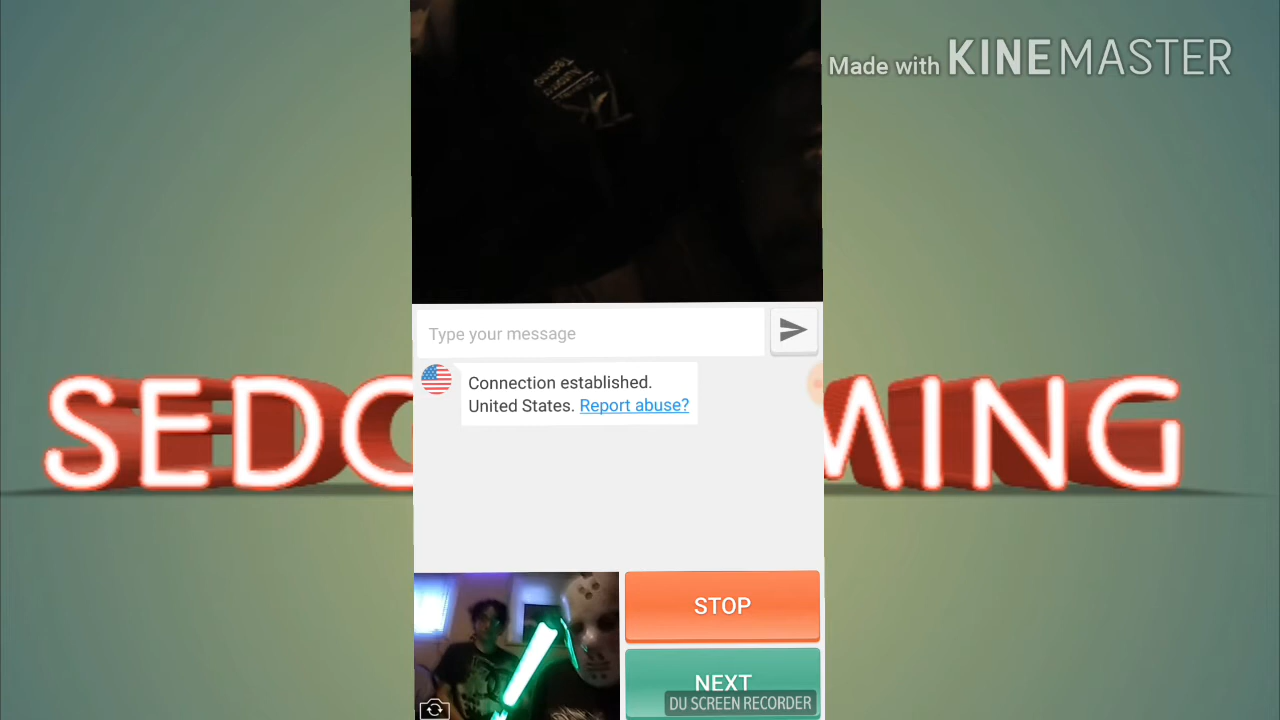 Made with KINEMASTER
Type your message
Connection established.
United States. Report abuse?
SEDG MING
STOP
NEXT
DU SCREEN RECORDER